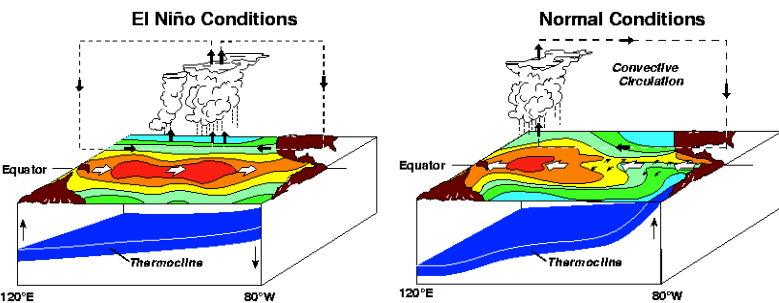 El Niño Conditions
Equator
Thermocline
120°E
80°W
Normal Conditions
Convective
Circulation
Equator
Thermocline
120°E
80°W